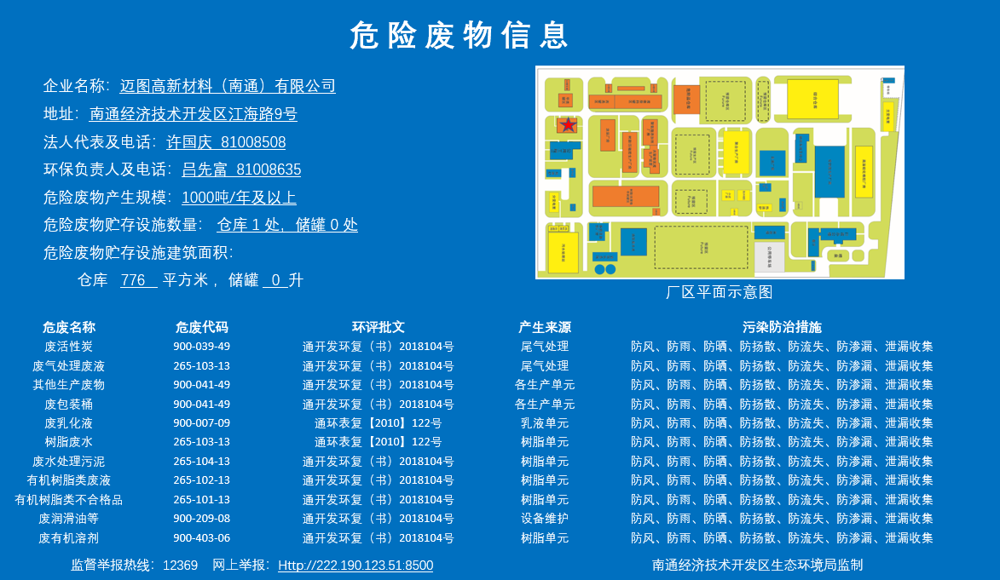 危险废物信息
企业名称：迈图高新材料（南通）有限公司
地址：南通经济技术开发区江海路9号
法人代表及电话：许国庆 81008508
环保负责人及电话：吕先富 81008635
危险废物产生规模：1000吨/年及以上
危险废物贮存设施数量： 仓库 1 处，储罐 0 处
危险废物贮存设施建筑面积：
仓库 776 平方米 ，储罐 0 升
厂区平面示意图
危废名称 危废代码 环评批文 产生来源 污染防治措施
废活性炭 900-039-49 通开发环复（书）2018104号 尾气处理 防风、防雨、防晒、防扬散、防流失、防渗漏、泄漏收集
废气处理废液 265-103-13 通开发环复（书）2018104号 尾气处理 防风、防雨、防晒、防扬散、防流失、防渗漏、泄漏收集
其他生产废物 900-041-49 通开发环复（书）2018104号 各生产单元 防风、防雨、防晒、防扬散、防流失、防渗漏、泄漏收集
废包装桶 900-041-49 通开发环复（书）2018104号 各生产单元 防风、防雨、防晒、防扬散、防流失、防渗漏、泄漏收集
废乳化液 900-007-09 通环表复【2010】122号 乳液单元 防风、防雨、防晒、防扬散、防流失、防渗漏、泄漏收集
树脂废水 265-103-13 通环表复【2010】122号 树脂单元 防风、防雨、防晒、防扬散、防流失、防渗漏、泄漏收集
废水处理污泥 265-104-13 通开发环复（书）2018104号 树脂单元 防风、防雨、防晒、防扬散、防流失、防渗漏、泄漏收集
有机树脂类废液 265-102-13 通开发环复（书）2018104号 树脂单元 防风、防雨、防晒、防扬散、防流失、防渗漏、泄漏收集
有机树脂类不合格品 265-101-13 通开发环复（书）2018104号 树脂单元 防风、防雨、防晒、防扬散、防流失、防渗漏、泄漏收集
废润滑油等 900-209-08 通开发环复（书）2018104号 设备维护 防风、防雨、防晒、防扬散、防流失、防渗漏、泄漏收集
废有机溶剂 900-403-06 通开发环复（书）2018104号 树脂单元 防风、防雨、防晒、防扬散、防流失、防渗漏、泄漏收集
监督举报热线：12369 网上举报：Http://222.190.123.51:8500
南通经济技术开发区生态环境局监制